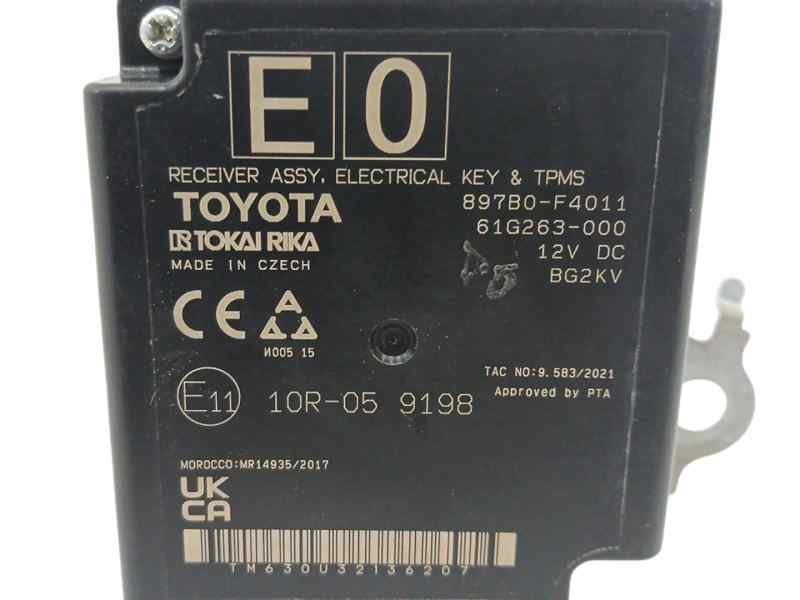 E0
RECEIVER ASSY, ELECTRICAL KEY & TPMS
TOYOTA 897B0-F4011
TOKAI RIKA 61G263-000
12V DC
MADE IN CZECH BG2KV
CE
И005 15
TAC NO:9.583/2021
Approved by PTA
E11 10R-05 9198
MOROCCO:MR14935/2017
UK
CA
TM630U32136207